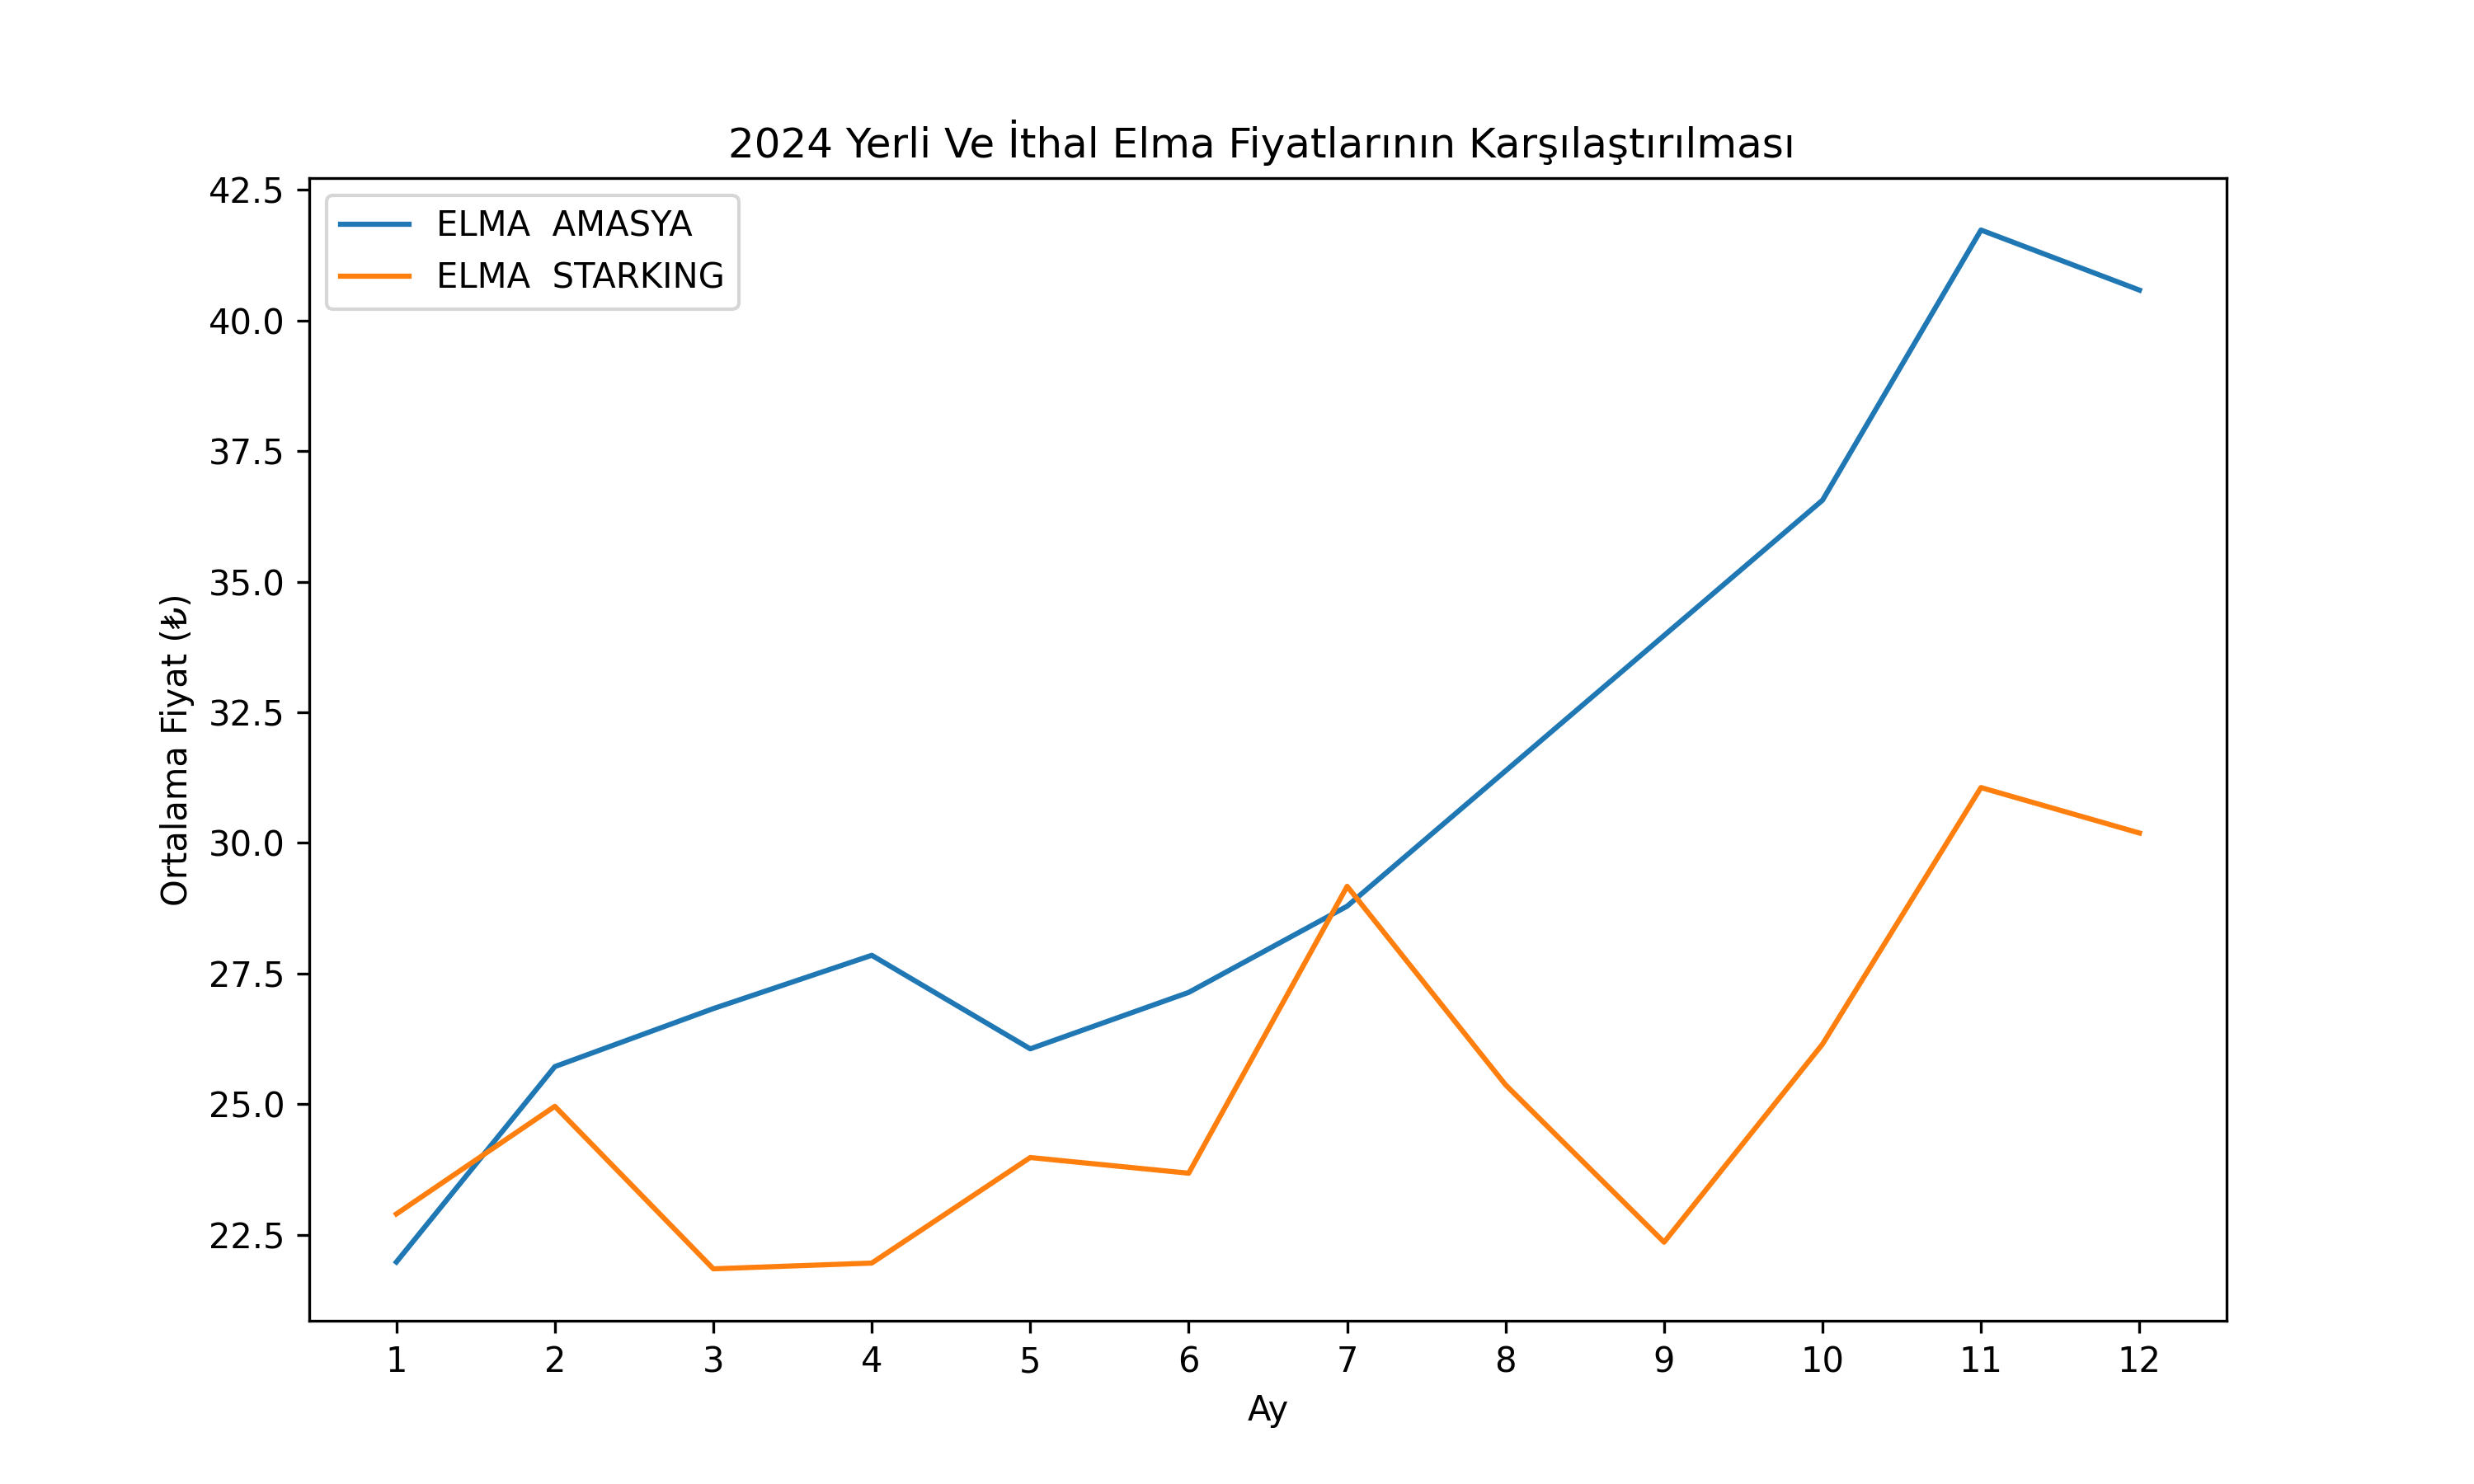 2024 Yerli Ve İthal Elma Fiyatlarının Karşılaştırılması
ELMA  AMASYA
ELMA  STARKING
Ortalama Fiyat (₺)
42.5
40.0
37.5
35.0
32.5
30.0
27.5
25.0
22.5
1 2 3 4 5 6 7 8 9 10 11 12
Ay